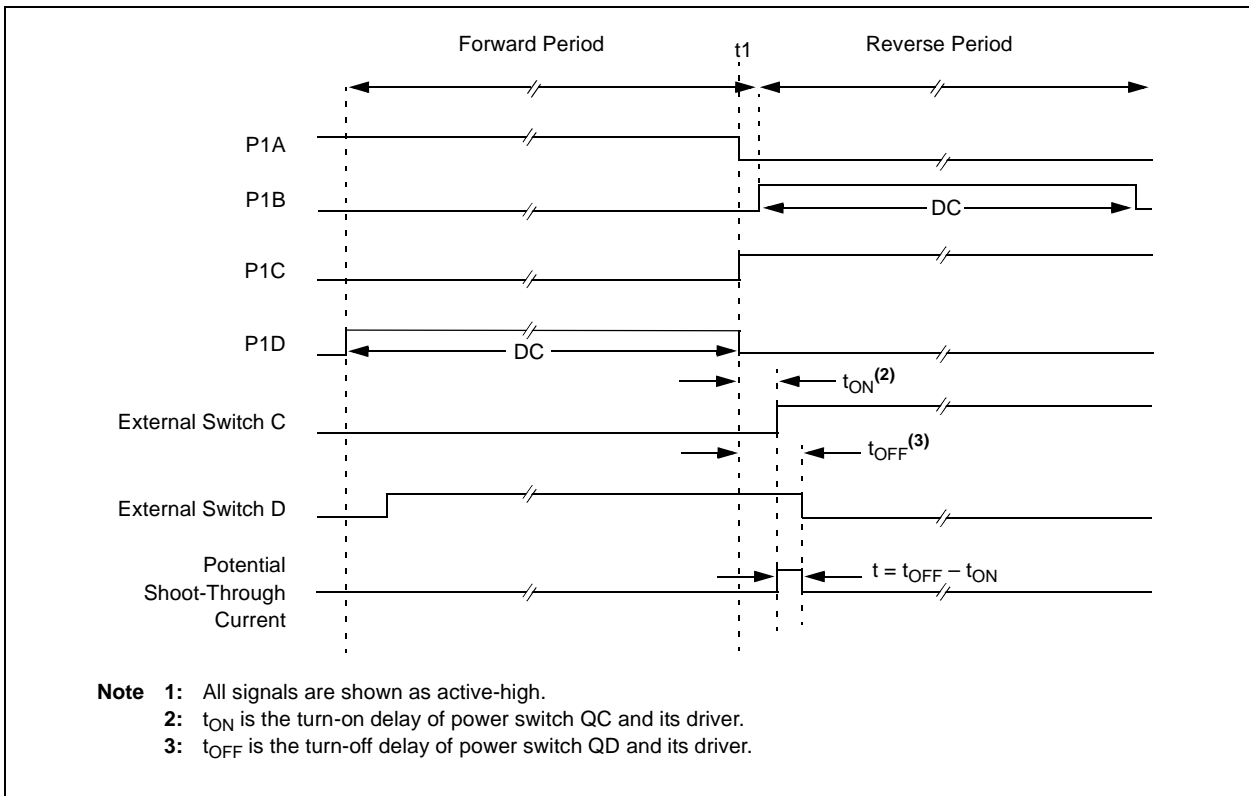 Forward Period
t1
Reverse Period
P1A
P1B
DC
P1C
P1D
DC
tON(2)
External Switch C
tOFF(3)
External Switch D
Potential
Shoot-Through
Current
t = tOFF – tON
Note 1: All signals are shown as active-high.
2: tON is the turn-on delay of power switch QC and its driver.
3: tOFF is the turn-off delay of power switch QD and its driver.